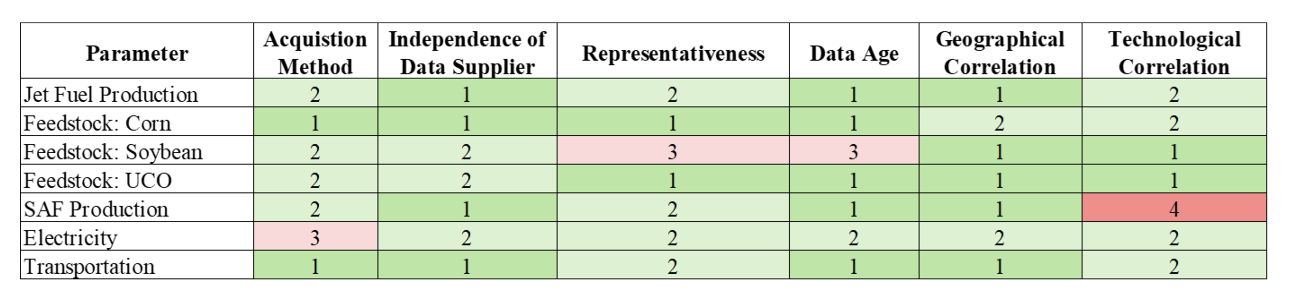 Parameter Acquistion Method Independence of Data Supplier Representativeness Data Age Geographical Correlation Technological Correlation
Jet Fuel Production 2 1 2 1 1 2
Feedstock: Corn 1 1 1 1 2 2
Feedstock: Soybean 2 2 3 3 1 1
Feedstock: UCO 2 2 1 1 1 1
SAF Production 2 1 2 1 1 4
Electricity 3 2 2 2 2 2
Transportation 1 1 2 1 1 2